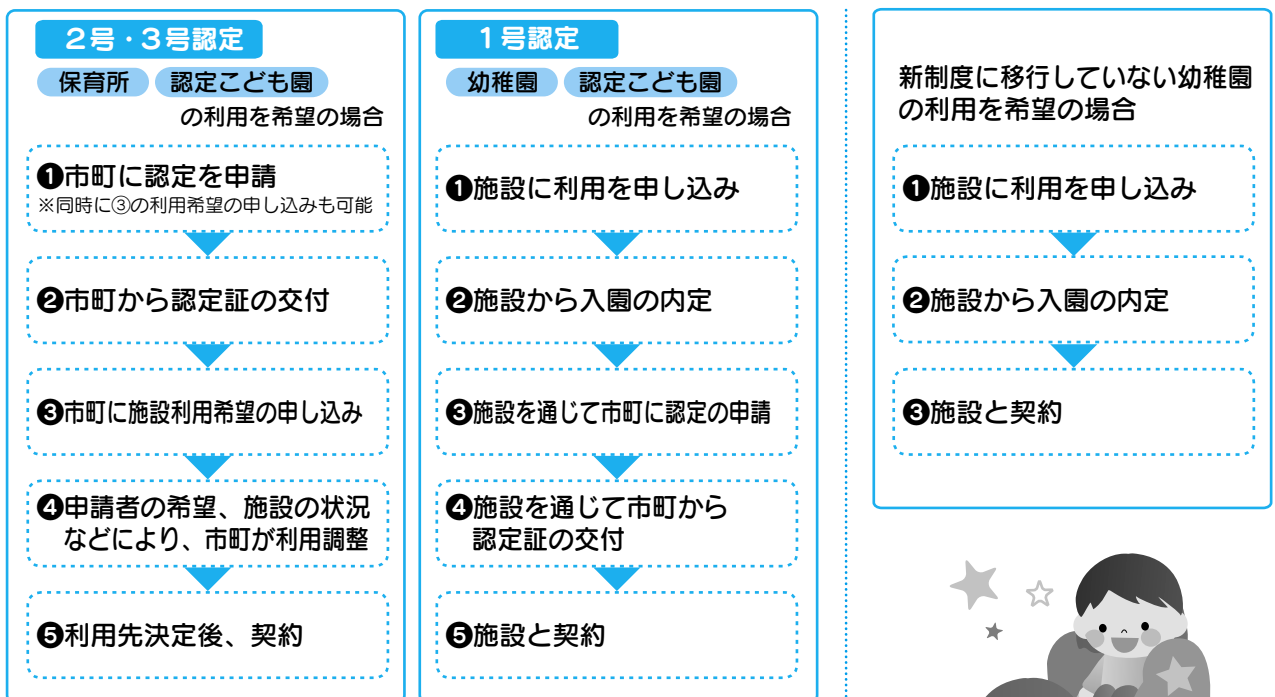 2号・3号認定
保育所 認定こども園
の利用を希望の場合
❶市町に認定を申請
※同時に③の利用希望の申し込みも可能
❷市町から認定証の交付
❸市町に施設利用希望の申し込み
❹申請者の希望、施設の状況
などにより、市町が利用調整
❺利用先決定後、契約
1号認定
幼稚園 認定こども園
の利用を希望の場合
❶施設に利用を申し込み
❷施設から入園の内定
❸施設を通じて市町に認定の申請
❹施設を通じて市町から
認定証の交付
❺施設と契約
新制度に移行していない幼稚園
の利用を希望の場合
❶施設に利用を申し込み
❷施設から入園の内定
❸施設と契約